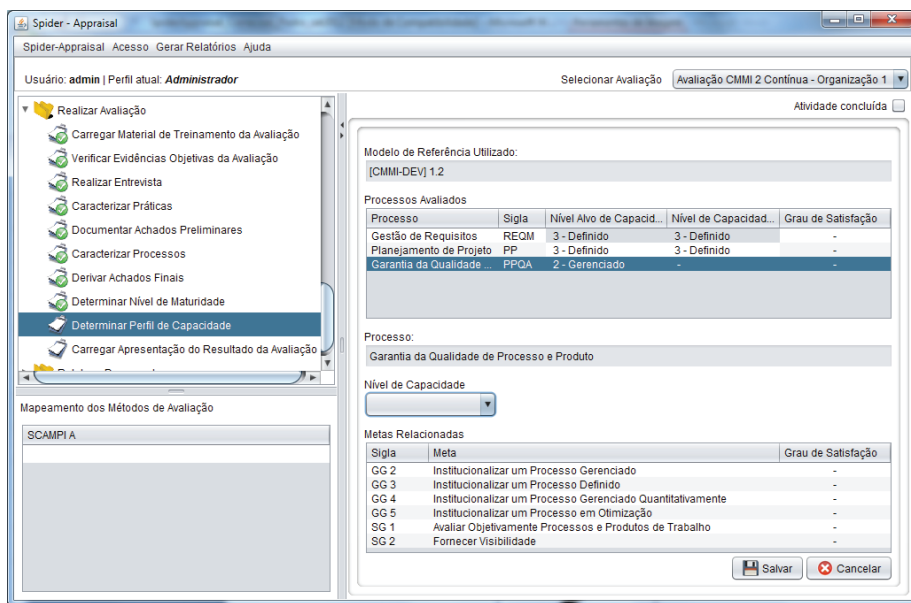 Spider - Appraisal
Spider-Appraisal Acesso Gerar Relatórios Ajuda
Usuário: admin | Perfil atual: Administrador
Selecionar Avaliação Avaliação CMMI 2 Contínua - Organização 1
Atividade concluída
Realizar Avaliação
Carregar Material de Treinamento da Avaliação
Verificar Evidências Objetivas da Avaliação
Realizar Entrevista
Caracterizar Práticas
Documentar Achados Preliminares
Caracterizar Processos
Derivar Achados Finais
Determinar Nível de Maturidade
Determinar Perfil de Capacidade
Carregar Apresentação do Resultado da Avaliação
Mapeamento dos Métodos de Avaliação
SCAMPI A
Modelo de Referência Utilizado:
[CMMI-DEV] 1.2
Processos Avaliados
Processo Sigla Nível Alvo de Capacid... Nível de Capacidad... Grau de Satisfação
Gestão de Requisitos REQM 3 - Definido 3 - Definido -
Planejamento de Projeto PP 3 - Definido 3 - Definido -
Garantia da Qualidade ... PPQA 2 - Gerenciado - -
Processo:
Garantia da Qualidade de Processo e Produto
Nível de Capacidade
Metas Relacionadas
Sigla Meta Grau de Satisfação
GG 2 Institucionalizar um Processo Gerenciado -
GG 3 Institucionalizar um Processo Definido -
GG 4 Institucionalizar um Processo Gerenciado Quantitativamente -
GG 5 Institucionalizar um Processo em Otimização -
SG 1 Avaliar Objetivamente Processos e Produtos de Trabalho -
SG 2 Fornecer Visibilidade -
Salvar Cancelar